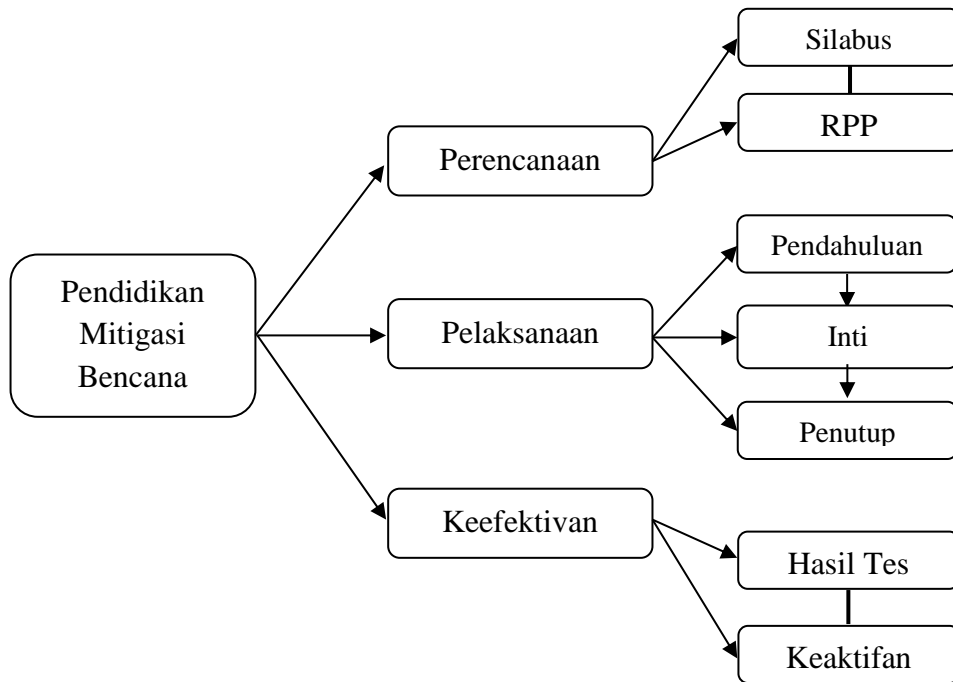 Pendidikan
Mitigasi
Bencana
Perencanaan
Silabus
RPP
Pelaksanaan
Pendahuluan
Inti
Penutup
Keefektivan
Hasil Tes
Keaktifan